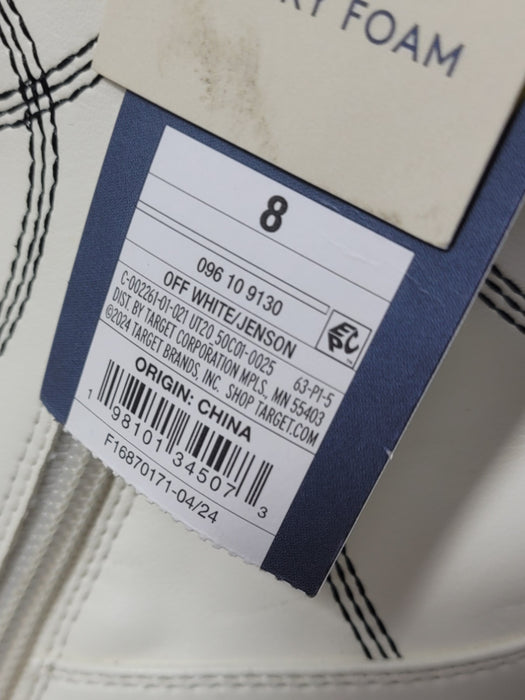 FOAM
8
096 10 9130
OFF WHITE/JENSON
EPC
C-002261-01-021 UT20 50C01-0025 63-P1-5
DIST. BY TARGET CORPORATION MPLS., MN 55403
©2024 TARGET BRANDS, INC. SHOP TARGET.COM
ORIGIN: CHINA
1 98101 34507 3
F16870171-04/24